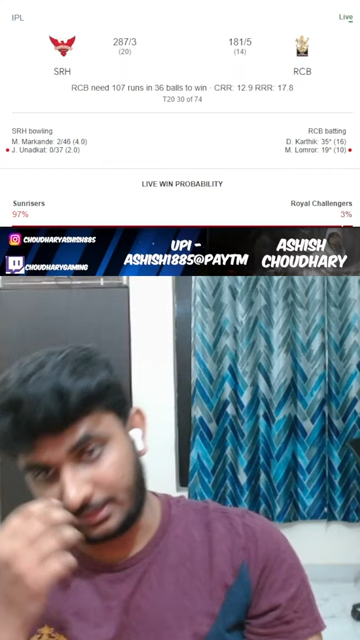 IPL
Live
287/3
(20)
181/5
(14)
SRH
RCB
RCB need 107 runs in 36 balls to win · CRR: 12.9 RRR: 17.8
T20 30 of 74
SRH bowling
RCB batting
M. Markande: 2/46 (4.0)
D. Karthik: 35* (16)
J. Unadkat: 0/37 (2.0)
M. Lomror: 19* (10)
LIVE WIN PROBABILITY
Sunrisers
Royal Challengers
97%
3%
CHOUDHARYASHISH885
CHOUDHARYGAMING
UPI -
ASHISH1885@PAYTM
ASHISH
CHOUDHARY